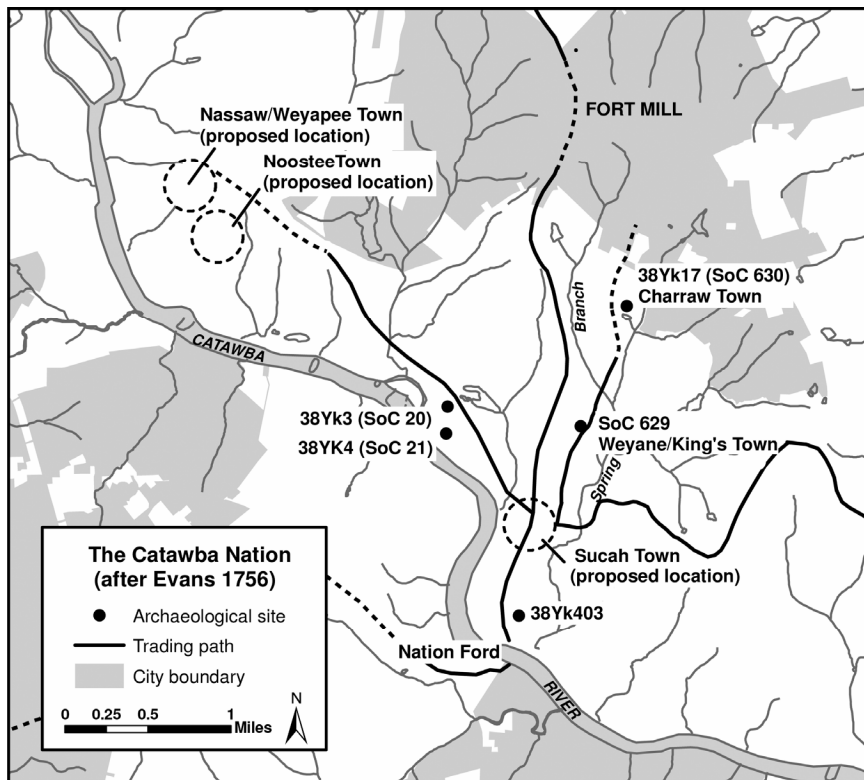 Nassaw/Weyapee Town
(proposed location)
NoosteeTown
(proposed location)
FORT MILL
38Yk17 (SoC 630)
Charraw Town
Branch
CATAWBA
38Yk3 (SoC 20)
38YK4 (SoC 21)
SoC 629
Weyane/King's Town
Spring
Sucah Town
(proposed location)
38Yk403
Nation Ford
RIVER
The Catawba Nation
(after Evans 1756)
Archaeological site
Trading path
City boundary
N
0 0.25 0.5 1
Miles